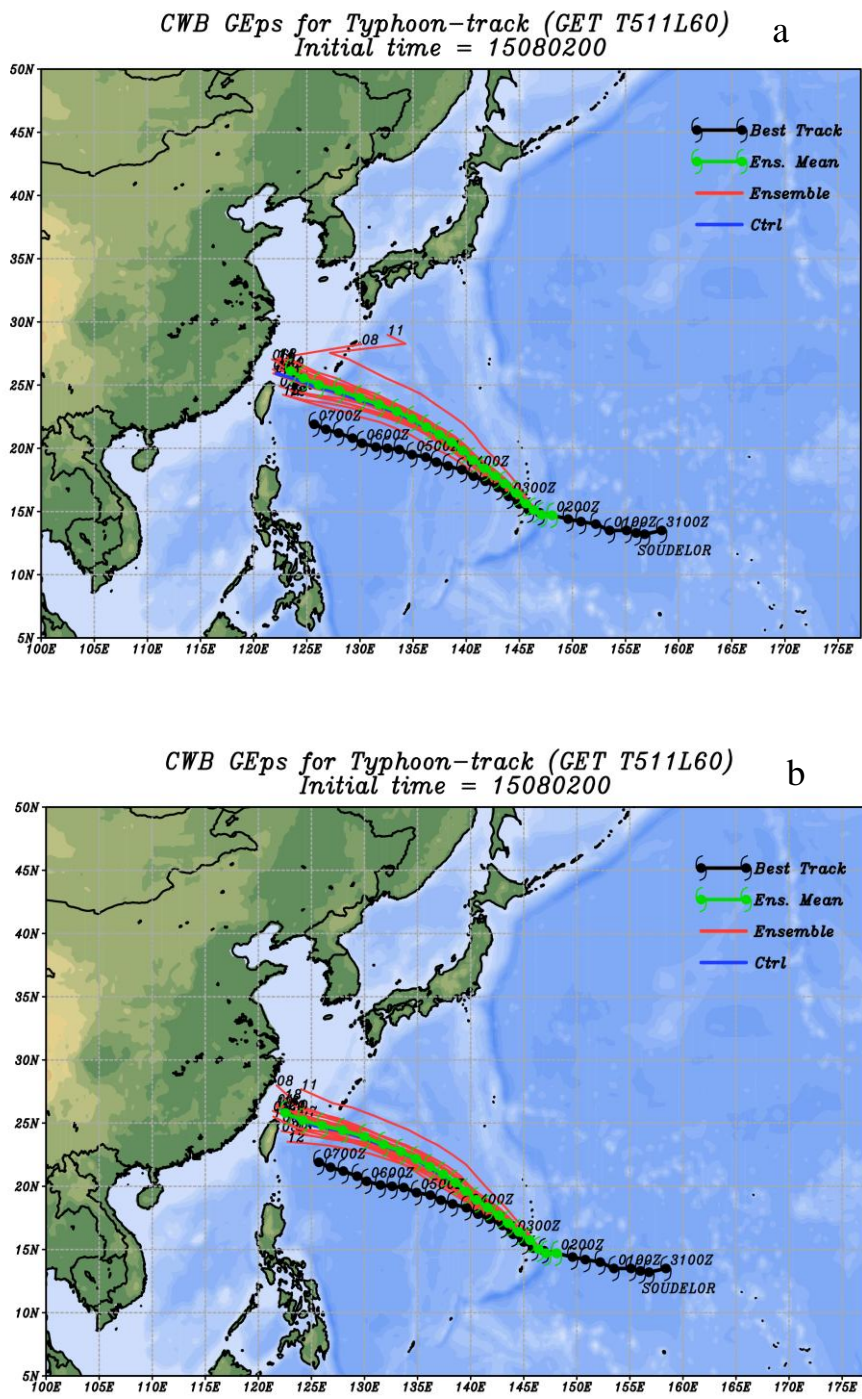 CWB GEps for Typhoon-track (GET T511L60)
Initial time = 15080200
a
50N
45N
40N
35N
30N
25N
20N
15N
10N
5N
Best Track
Ens. Mean
Ensemble
Ctrl
11
08
0700Z
0600Z
0500Z
0300Z
0200Z
0100Z
3100Z
SOUDELOR
100E 105E 110E 115E 120E 125E 130E 135E 140E 145E 150E 155E 160E 165E 170E 175E
CWB GEps for Typhoon-track (GET T511L60)
Initial time = 15080200
b
50N
45N
40N
35N
30N
25N
20N
15N
10N
5N
Best Track
Ens. Mean
Ensemble
Ctrl
08 11
12
0700Z
0600Z
0300Z
0200Z
0100Z
3100Z
SOUDELOR
100E 105E 110E 115E 120E 125E 130E 135E 140E 145E 150E 155E 160E 165E 170E 175E